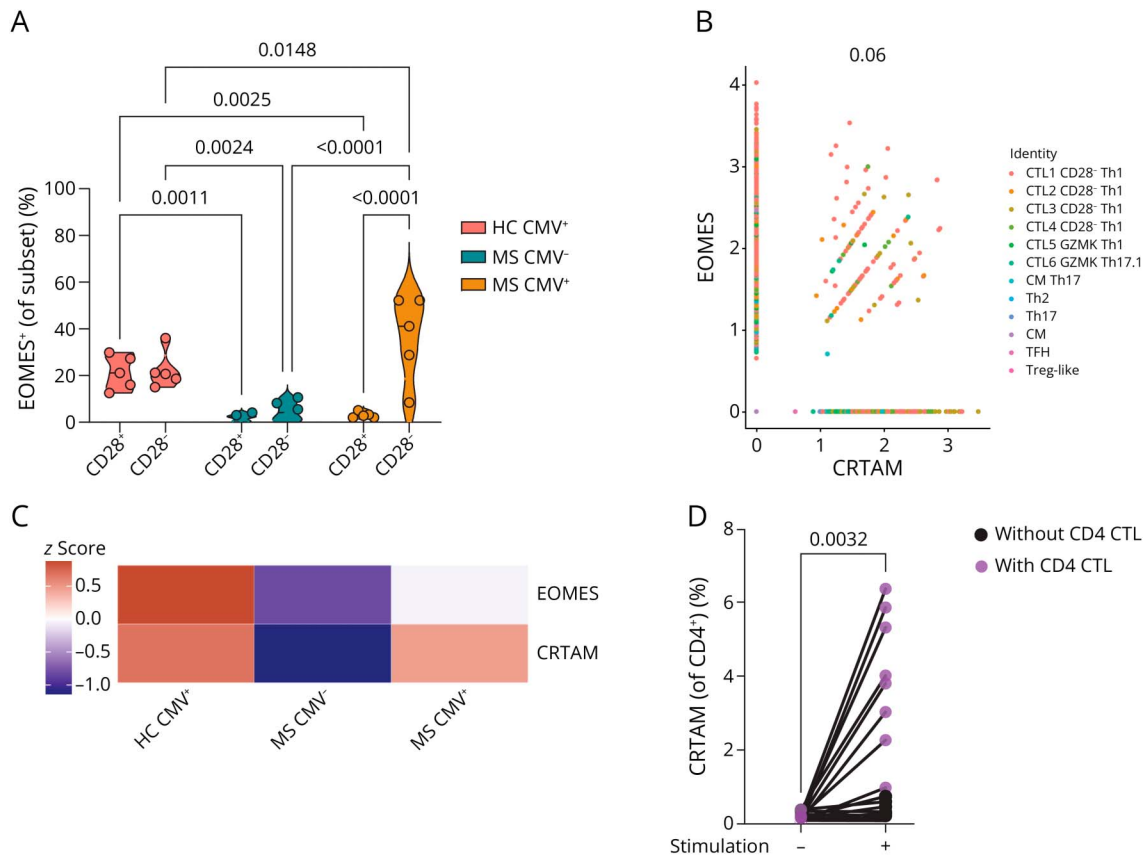 A
0.0148
0.0025
0.0024
<0.0001
0.0011
<0.0001
EOMES⁺ (of subset) (%)
100
80
60
40
20
0
CD28⁺
CD28⁻
CD28⁺
CD28⁻
CD28⁺
CD28⁻
HC CMV⁺
MS CMV⁻
MS CMV⁺
B
0.06
EOMES
4
3
2
1
0
0
1
2
3
CRTAM
Identity
CTL1 CD28⁻ Th1
CTL2 CD28⁻ Th1
CTL3 CD28⁻ Th1
CTL4 CD28⁻ Th1
CTL5 GZMK Th1
CTL6 GZMK Th17.1
CM Th17
Th2
Th17
CM
TFH
Treg-like
C
z Score
0.5
0.0
−0.5
−1.0
EOMES
CRTAM
HC CMV⁺
MS CMV⁻
MS CMV⁺
D
0.0032
CRTAM (of CD4⁺) (%)
8
6
4
2
0
Stimulation – +
Without CD4 CTL
With CD4 CTL